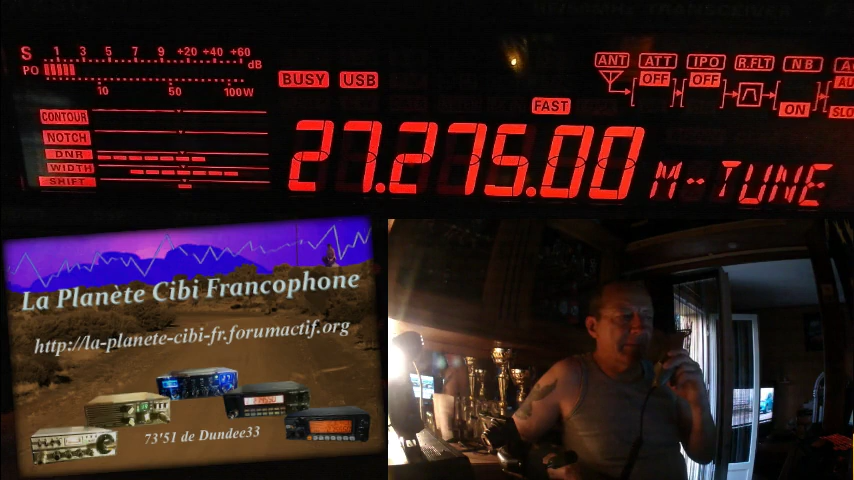 S 1 3 5 7 9 +20 +40 +60 dB
PO
10 50 100W
BUSY USB
ANT ATT IPO R.FLT NB
OFF OFF
ON
FAST
CONTOUR
NOTCH
DNR
WIDTH
SHIFT
27.275.00 M--TUNE
La Planète Cibi Francophone
http://la-planete-cibi-fr.forumactif.org
73'51 de Dundee33